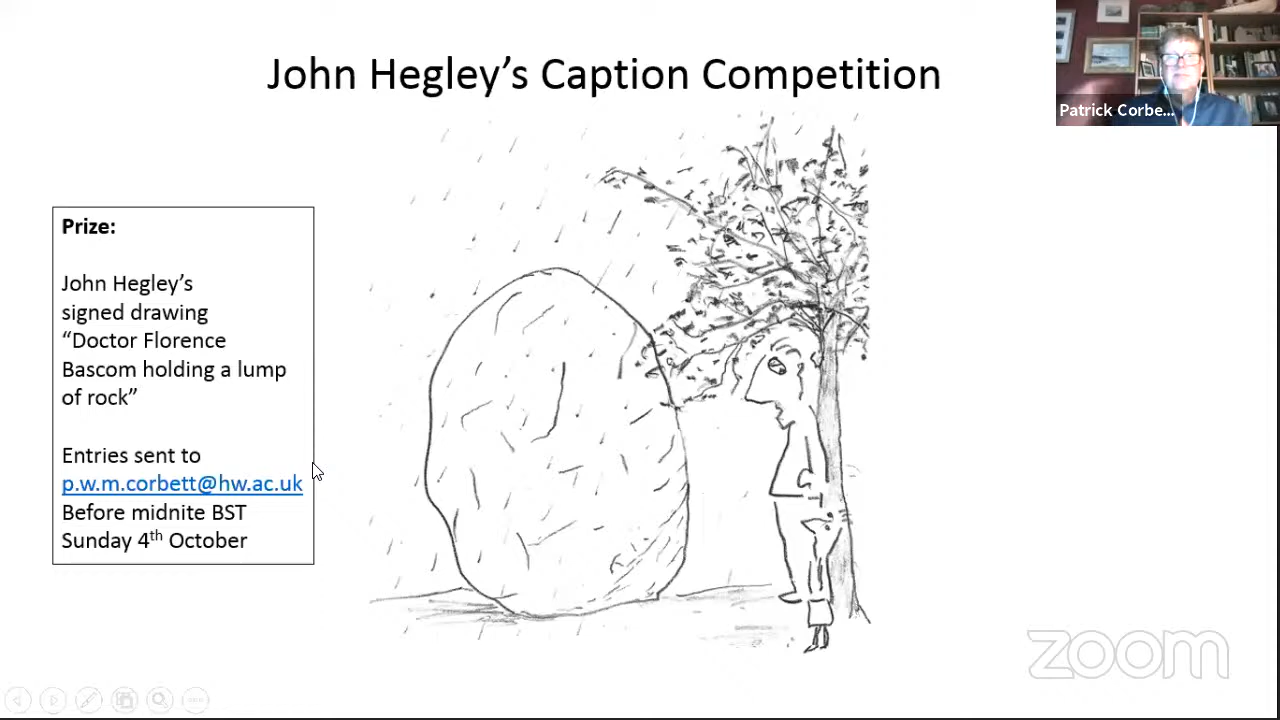 John Hegley’s Caption Competition
Patrick Corbe...
Prize:
John Hegley’s
signed drawing
“Doctor Florence
Bascom holding a lump
of rock”
Entries sent to
p.w.m.corbett@hw.ac.uk
Before midnite BST
Sunday 4th October
zoom